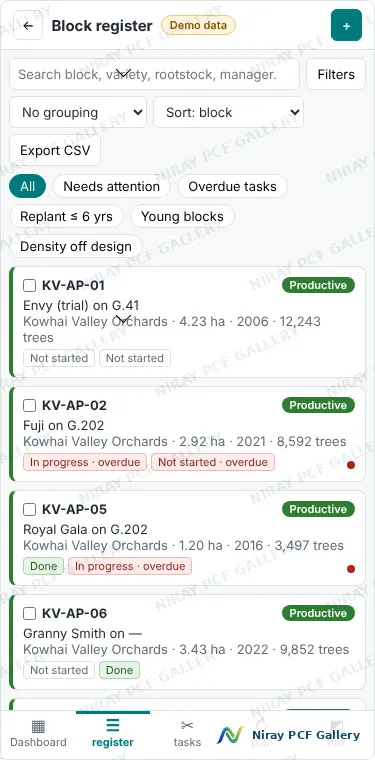 ← Block register Demo data +
Search block, variety, rootstock, manager. Filters
No grouping Sort: block
Export CSV
All Needs attention Overdue tasks
Replant ≤ 6 yrs Young blocks
Density off design
KV-AP-01 Productive
Envy (trial) on G.41
Kowhai Valley Orchards · 4.23 ha · 2006 · 12,243
trees
Not started Not started
KV-AP-02 Productive
Fuji on G.202
Kowhai Valley Orchards · 2.92 ha · 2021 · 8,592 trees
In progress · overdue Not started · overdue
KV-AP-05 Productive
Royal Gala on G.202
Kowhai Valley Orchards · 1.20 ha · 2016 · 3,497 trees
Done In progress · overdue
KV-AP-06 Productive
Granny Smith on —
Kowhai Valley Orchards · 3.43 ha · 2022 · 9,852 trees
Not started Done
Dashboard register tasks plan
Niray PCF Gallery
NIRAY PCF GALLERY